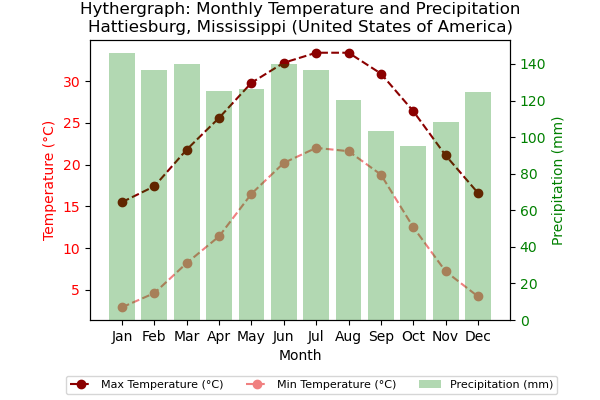 Hythergraph: Monthly Temperature and Precipitation
Hattiesburg, Mississippi (United States of America)
Temperature (°C)
30
25
20
15
10
5
140
120
100
80
60
40
20
0
Precipitation (mm)
Jan Feb Mar Apr May Jun Jul Aug Sep Oct Nov Dec
Month
Max Temperature (°C) Min Temperature (°C) Precipitation (mm)